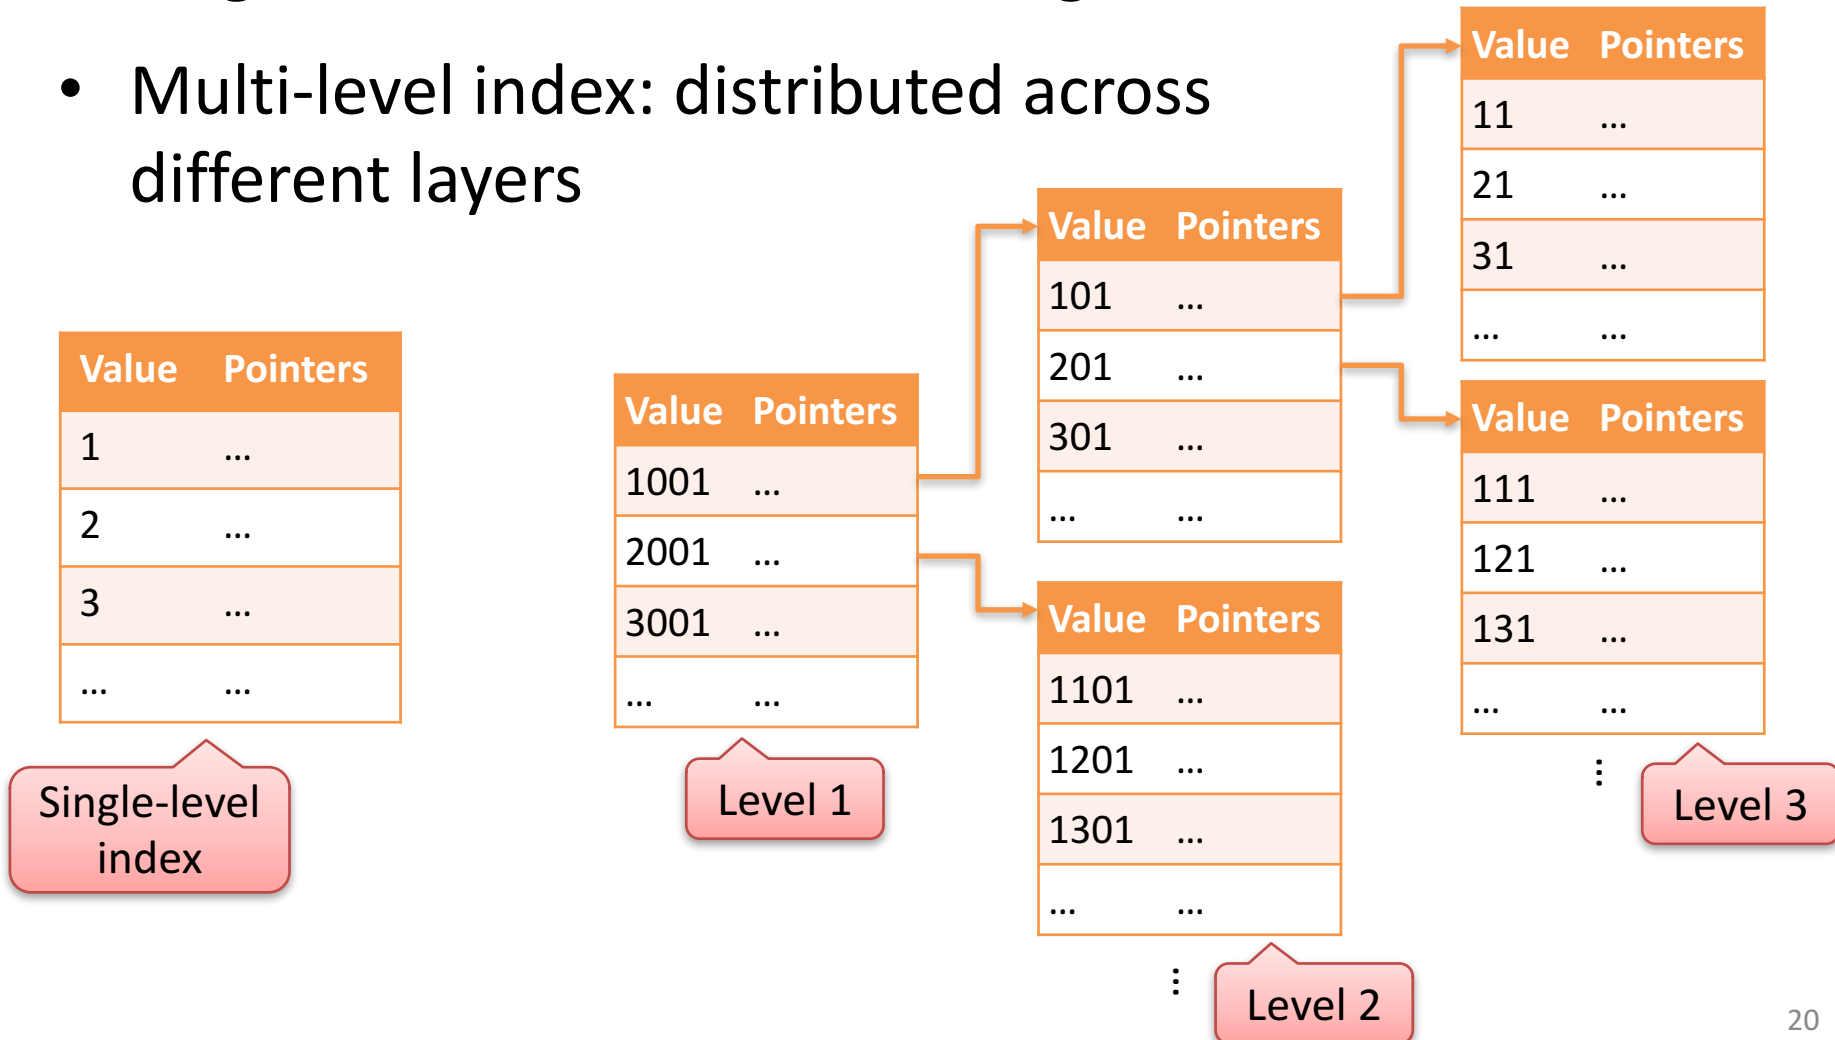 • Multi-level index: distributed across
different layers
Value Pointers
1 ...
2 ...
3 ...
... ...
Single-level
index
Value Pointers
1001 ...
2001 ...
3001 ...
... ...
Level 1
Value Pointers
101 ...
201 ...
301 ...
... ...
Value Pointers
1101 ...
1201 ...
1301 ...
... ...
...
Level 2
Value Pointers
11 ...
21 ...
31 ...
... ...
Value Pointers
111 ...
121 ...
131 ...
... ...
...
Level 3
20